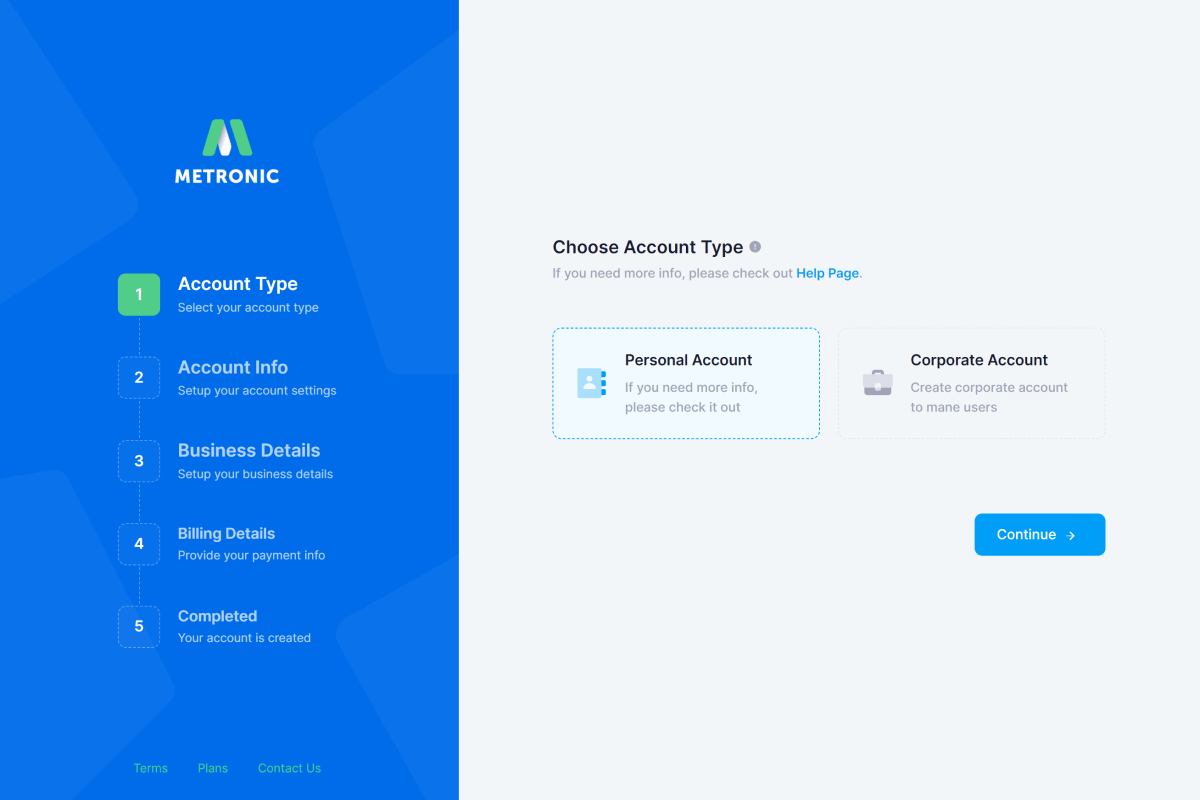 METRONIC
1
Account Type
Select your account type
2
Account Info
Setup your account settings
3
Business Details
Setup your business details
4
Billing Details
Provide your payment info
5
Completed
Your account is created
Terms
Plans
Contact Us
Choose Account Type
If you need more info, please check out Help Page.
Personal Account
If you need more info,
please check it out
Corporate Account
Create corporate account
to mane users
Continue